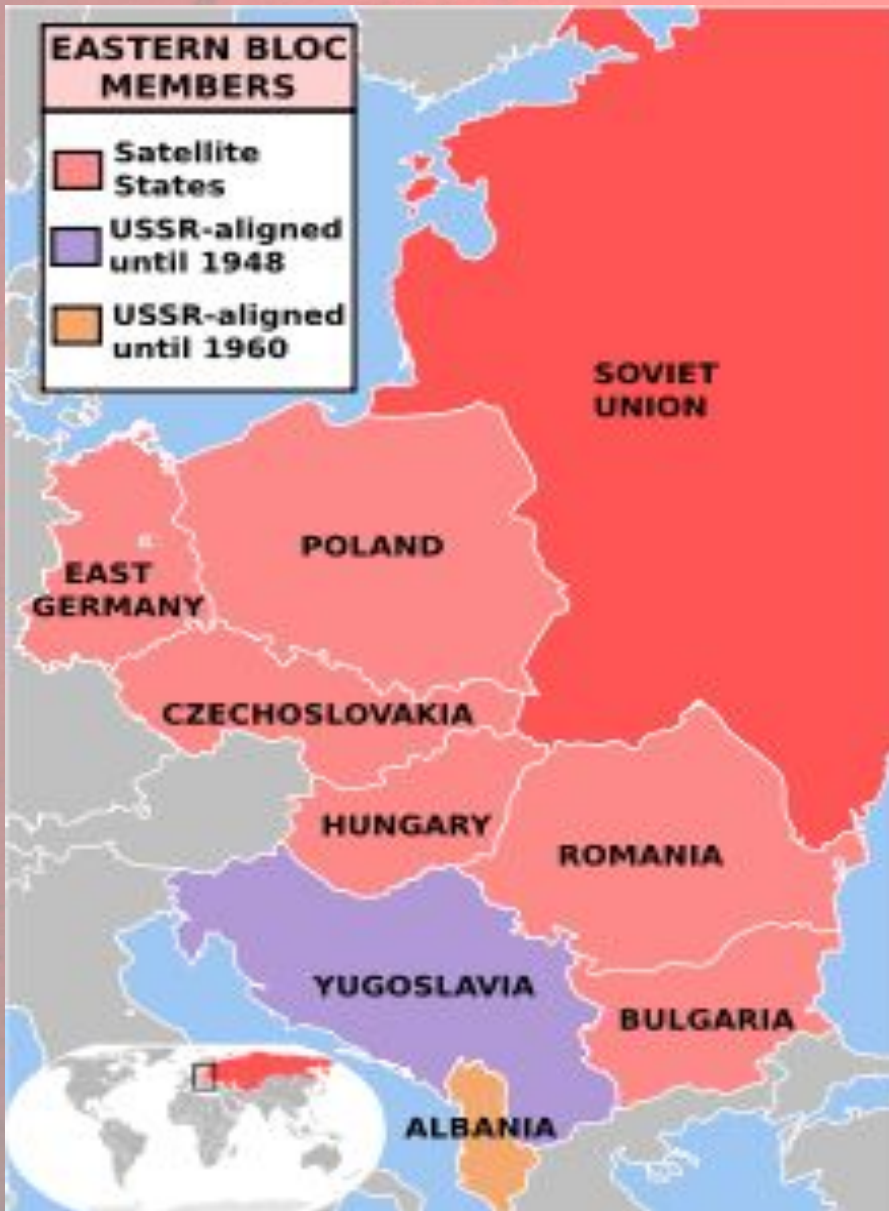 EASTERN BLOC
MEMBERS
Satellite
States
USSR-aligned
until 1948
USSR-aligned
until 1960
SOVIET
UNION
POLAND
EAST
GERMANY
CZECHOSLOVAKIA
HUNGARY
ROMANIA
YUGOSLAVIA
BULGARIA
ALBANIA